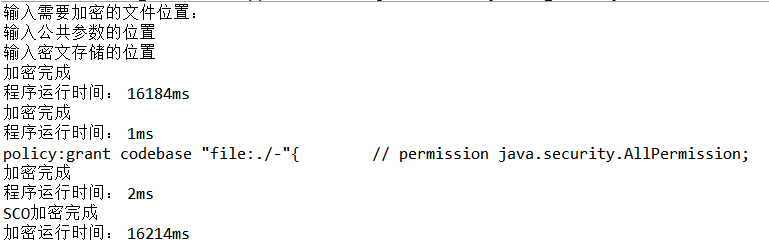 输入需要加密的文件位置：
输入公共参数的位置
输入密文存储的位置
加密完成
程序运行时间： 16184ms
加密完成
程序运行时间： 1ms
policy:grant codebase "file:./-"{        // permission java.security.AllPermission;
加密完成
程序运行时间： 2ms
SCO加密完成
加密运行时间： 16214ms